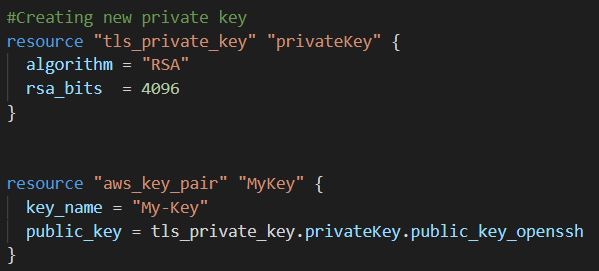 #Creating new private key
resource "tls_private_key" "privateKey" {
  algorithm = "RSA"
  rsa_bits  = 4096
}
resource "aws_key_pair" "MyKey" {
  key_name = "My-Key"
  public_key = tls_private_key.privateKey.public_key_openssh
}